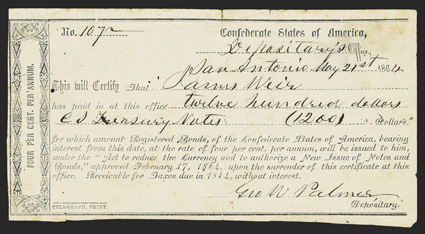 No. 107
Confederate States of America,
Depositary's Office,
San Antonio May 21st 1864
This will Certify That James Weir
has paid in at this office twelve hundred dollars
C S Treasury Notes (1200) Dollars
for which amount Registered Bonds, of the Confederate States of America, bearing interest
from this date, at the rate of four per cent. per annum, will be issued to him,
under the "Act to reduce the Currency and to authorize a New Issue of Notes and
Bonds," approved February 17, 1864, upon the surrender of this certificate at this
office. Receivable for Taxes due in 1864, without interest.
Geo W Palmer
Depositary.
TELEGRAPH, PRINT
FOUR PER CENT. PER ANNUM.